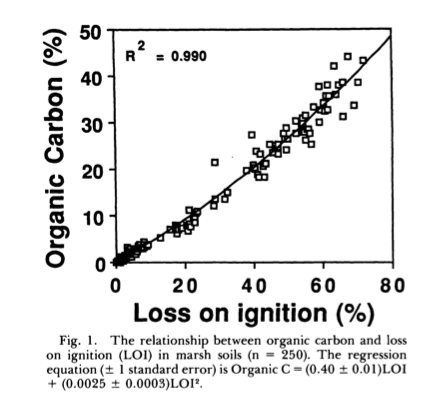 50
R² = 0.990
40
30
20
10
0
Organic Carbon (%)
0 20 40 60 80
Loss on ignition (%)
Fig. 1. The relationship between organic carbon and loss
on ignition (LOI) in marsh soils (n = 250). The regression
equation (± 1 standard error) is Organic C = (0.40 ± 0.01)LOI
+ (0.0025 ± 0.0003)LOI².